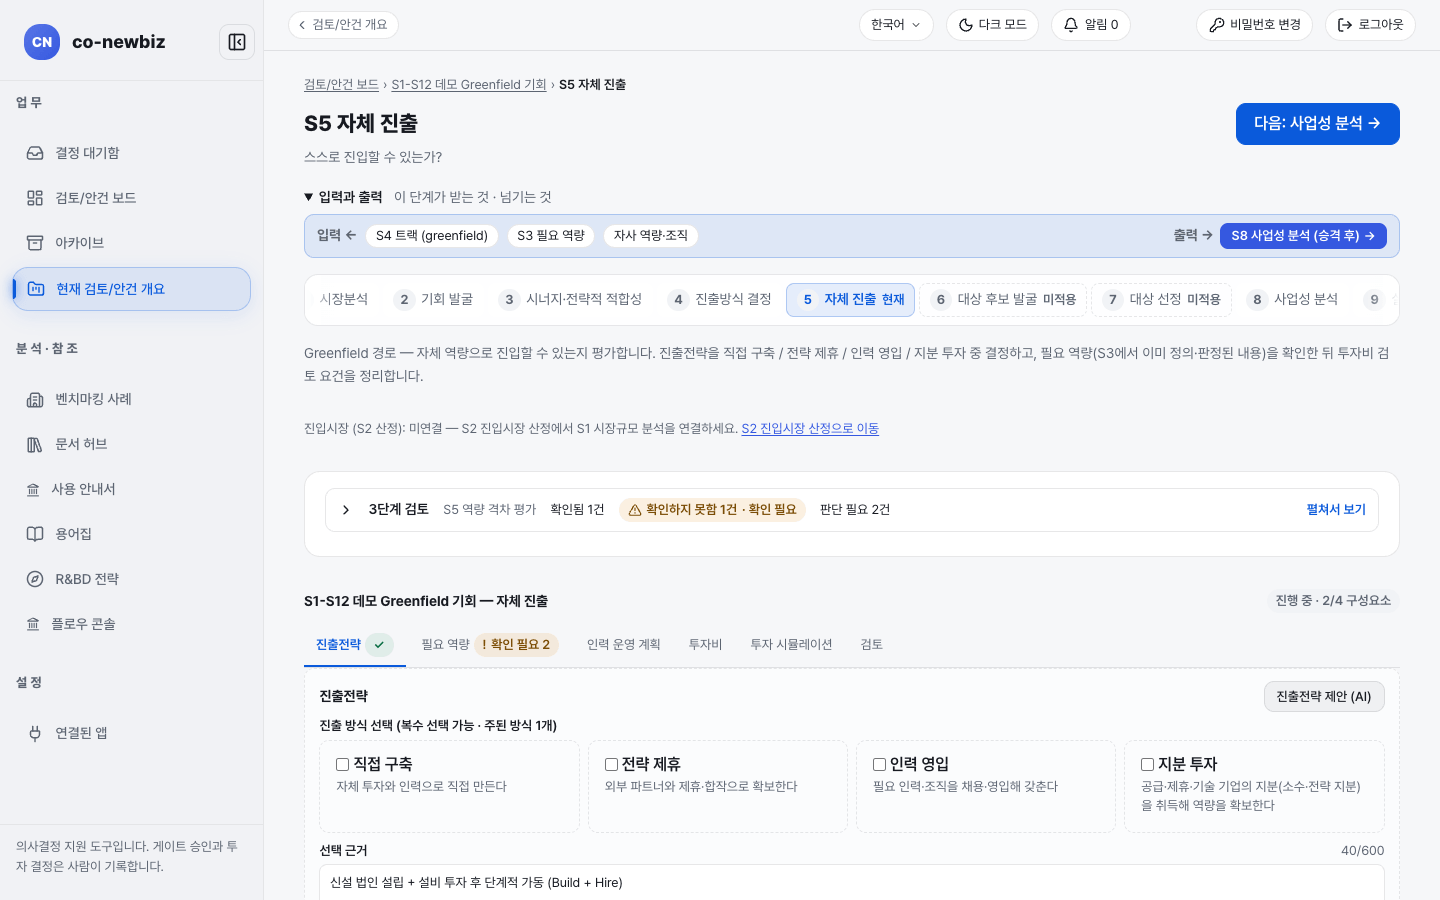 CN co-newbiz
업무
결정 대기함
검토/안건 보드
아카이브
현재 검토/안건 개요
분석·참조
벤치마킹 사례
문서 허브
사용 안내서
용어집
R&BD 전략
플로우 콘솔
설정
연결된 앱
의사결정 지원 도구입니다. 게이트 승인과 투
자 결정은 사람이 기록합니다.
검토/안건 개요
한국어
다크 모드
알림 0
비밀번호 변경
로그아웃
검토/안건 보드 › S1-S12 데모 Greenfield 기회 › S5 자체 진출
S5 자체 진출
다음: 사업성 분석 →
스스로 진입할 수 있는가?
▼ 입력과 출력 이 단계가 받는 것 · 넘기는 것
입력 ← S4 트랙 (greenfield) S3 필요 역량 자사 역량·조직 출력 → S8 사업성 분석 (승격 후) →
시장분석 2 기회 발굴 3 시너지·전략적 적합성 4 진출방식 결정 5 자체 진출 현재 6 대상 후보 발굴 미적용 7 대상 선정 미적용 8 사업성 분석 9
Greenfield 경로 — 자체 역량으로 진입할 수 있는지 평가합니다. 진출전략을 직접 구축 / 전략 제휴 / 인력 영입 / 지분 투자 중 결정하고, 필요 역량(S3에서 이미 정의·판정된 내용)을 확인한 뒤 투자비 검
토 요건을 정리합니다.
진입시장 (S2 산정): 미연결 — S2 진입시장 산정에서 S1 시장규모 분석을 연결하세요. S2 진입시장 산정으로 이동
3단계 검토 S5 역량 격차 평가 확인됨 1건 확인하지 못함 1건 · 확인 필요 판단 필요 2건 펼쳐서 보기
S1-S12 데모 Greenfield 기회 — 자체 진출
진행 중 · 2/4 구성요소
진출전략 ✓ 필요 역량 ! 확인 필요 2 인력 운영 계획 투자비 투자 시뮬레이션 검토
진출전략
진출전략 제안 (AI)
진출 방식 선택 (복수 선택 가능 · 주된 방식 1개)
직접 구축
자체 투자와 인력으로 직접 만든다
전략 제휴
외부 파트너와 제휴·합작으로 확보한다
인력 영입
필요 인력·조직을 채용·영입해 갖춘다
지분 투자
공급·제휴·기술 기업의 지분(소수·전략 지분)
을 취득해 역량을 확보한다
선택 근거
40/600
신설 법인 설립 + 설비 투자 후 단계적 가동 (Build + Hire)